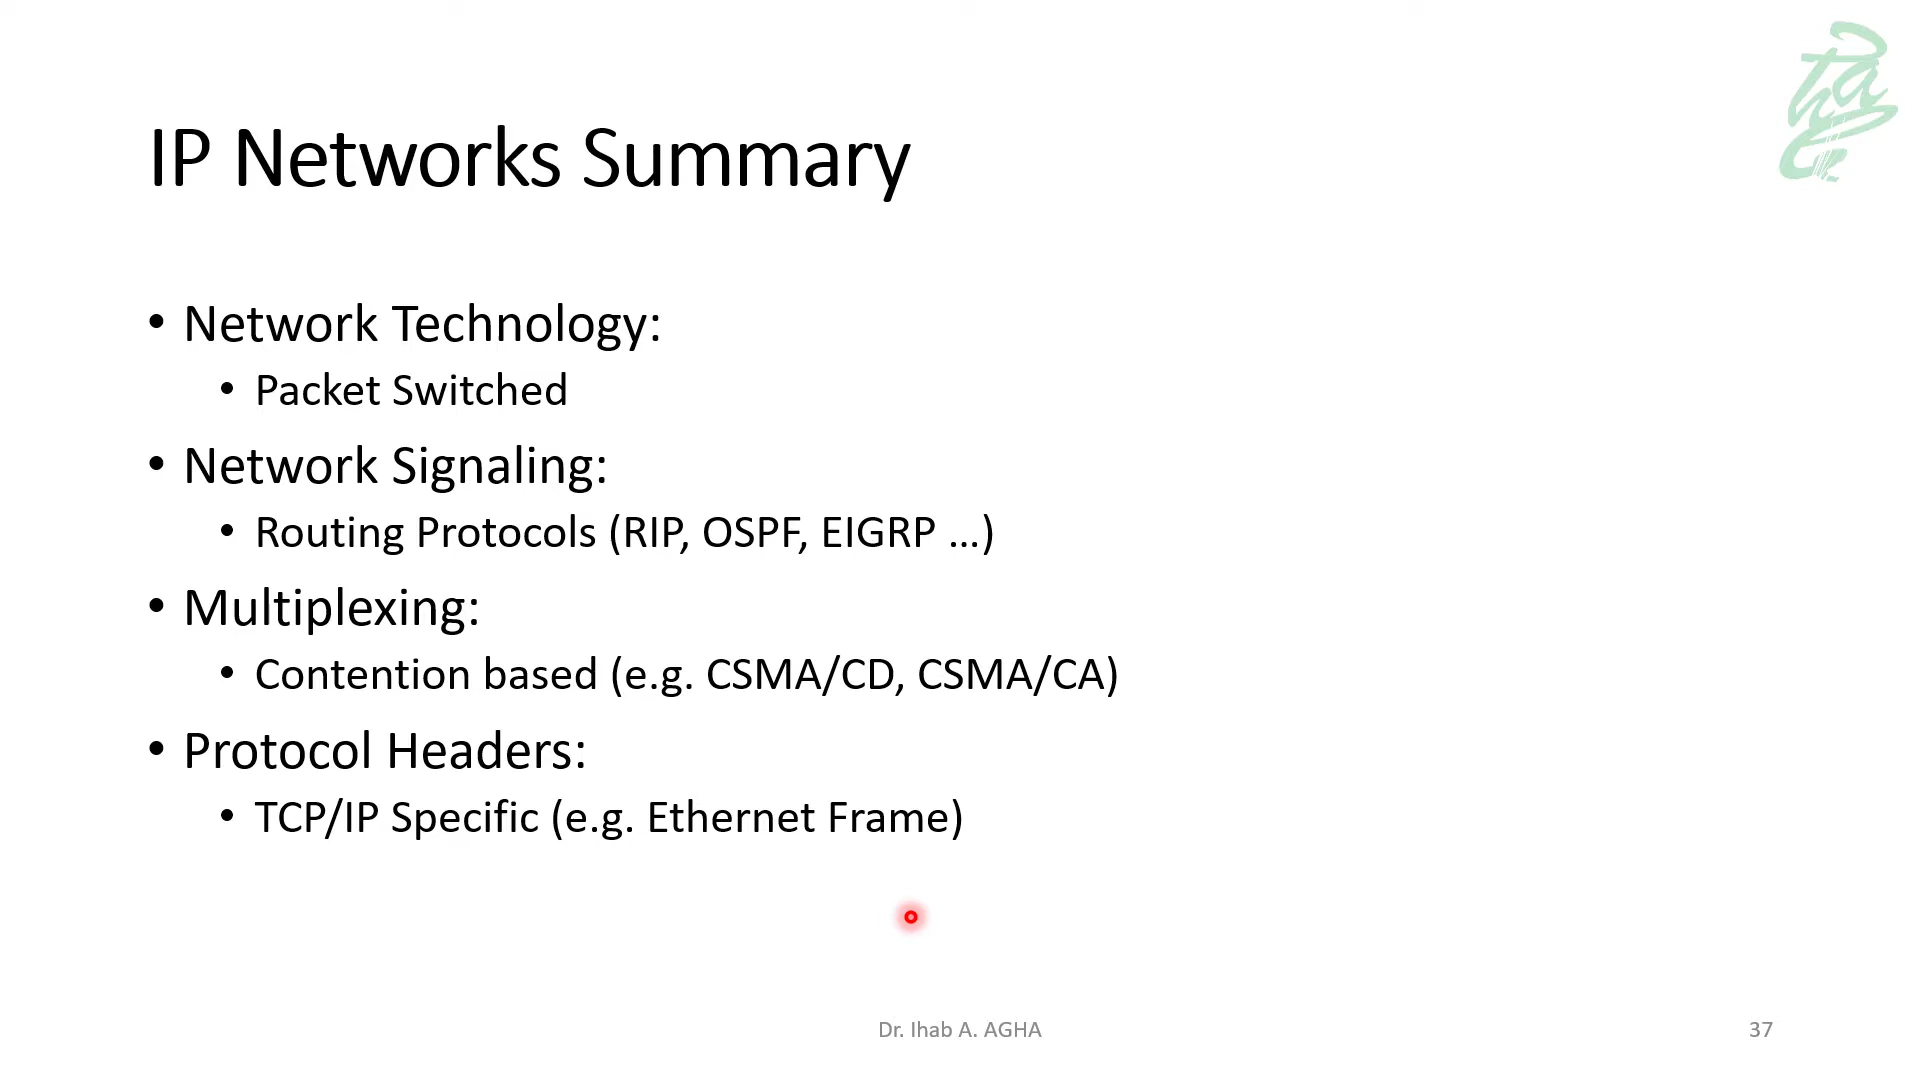 IP Networks Summary
• Network Technology:
• Packet Switched
• Network Signaling:
• Routing Protocols (RIP, OSPF, EIGRP …)
• Multiplexing:
• Contention based (e.g. CSMA/CD, CSMA/CA)
• Protocol Headers:
• TCP/IP Specific (e.g. Ethernet Frame)
Dr. Ihab A. AGHA
37